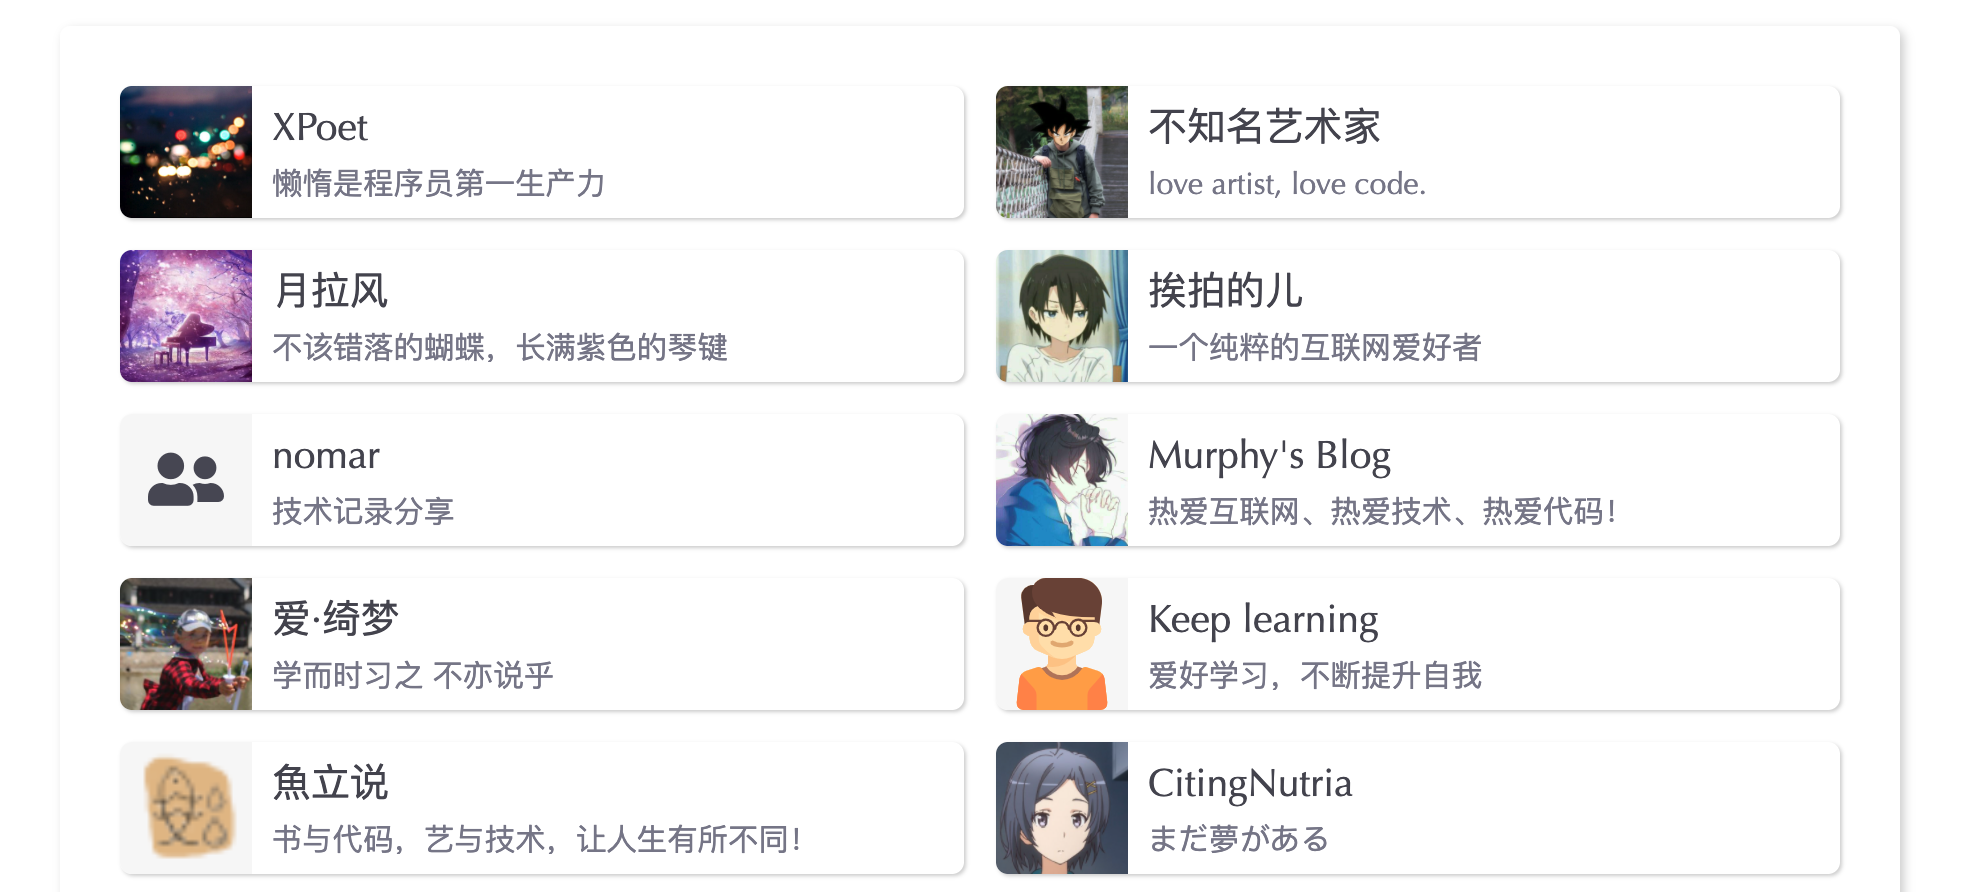 XPoet
懒惰是程序员第一生产力
不知名艺术家
love artist, love code.
月拉风
不该错落的蝴蝶，长满紫色的琴键
挨拍的儿
一个纯粹的互联网爱好者
nomar
技术记录分享
Murphy's Blog
热爱互联网、热爱技术、热爱代码！
爱·绮梦
学而时习之 不亦说乎
Keep learning
爱好学习，不断提升自我
魚立说
书与代码，艺与技术，让人生有所不同！
CitingNutria
まだ夢がある